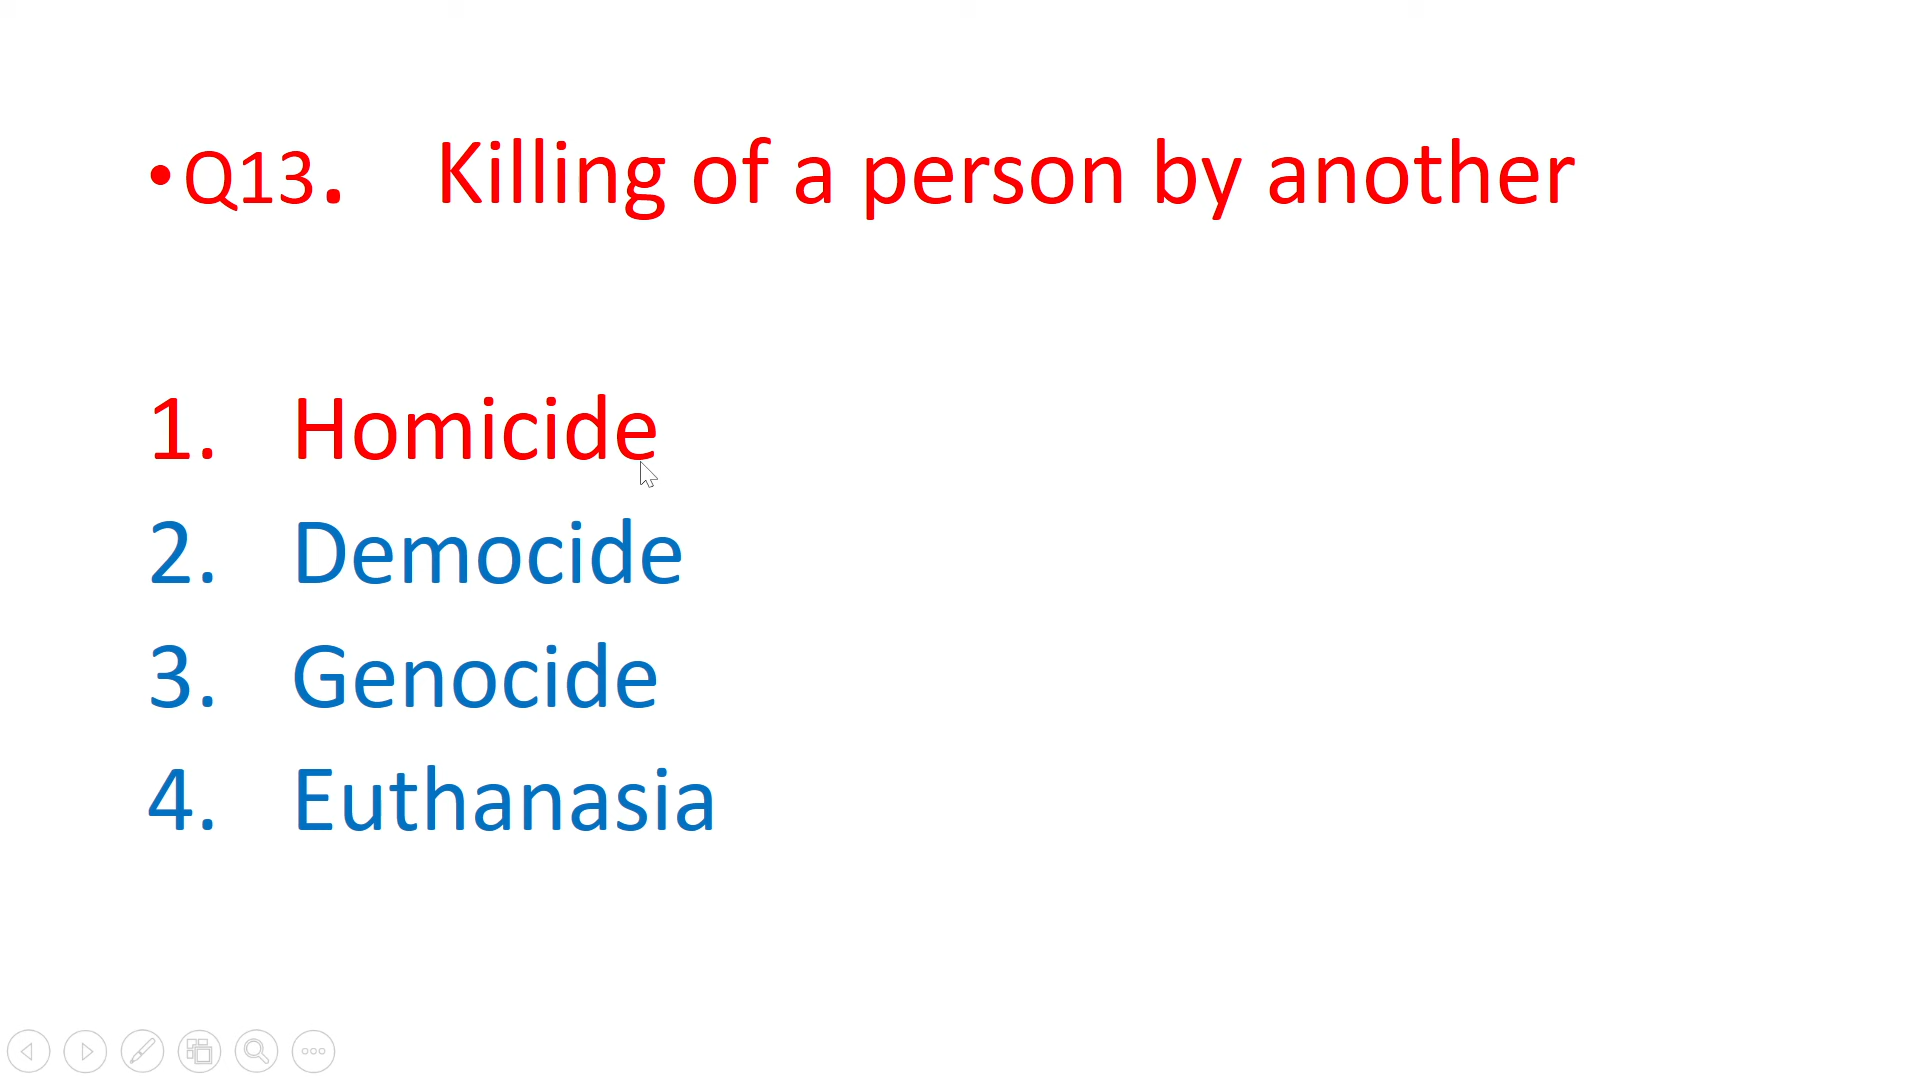 • Q13. Killing of a person by another
1. Homicide
2. Democide
3. Genocide
4. Euthanasia